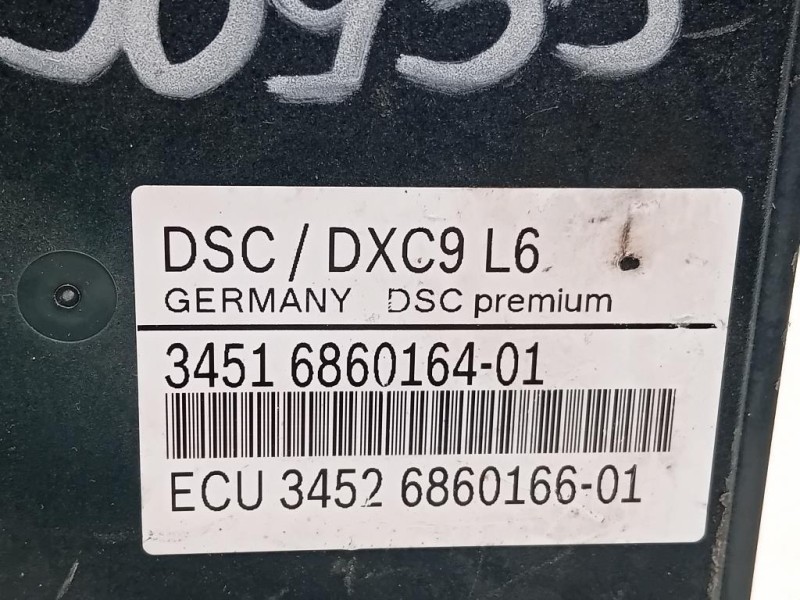 DSC / DXC9 L6
GERMANY DSC premium
3451 6860164-01
ECU 3452 6860166-01